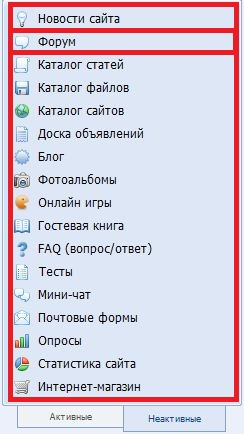 Новости сайта
Форум
Каталог статей
Каталог файлов
Каталог сайтов
Доска объявлений
Блог
Фотоальбомы
Онлайн игры
Гостевая книга
FAQ (вопрос/ответ)
Тесты
Мини-чат
Почтовые формы
Опросы
Статистика сайта
Интернет-магазин
Активные Неактивные